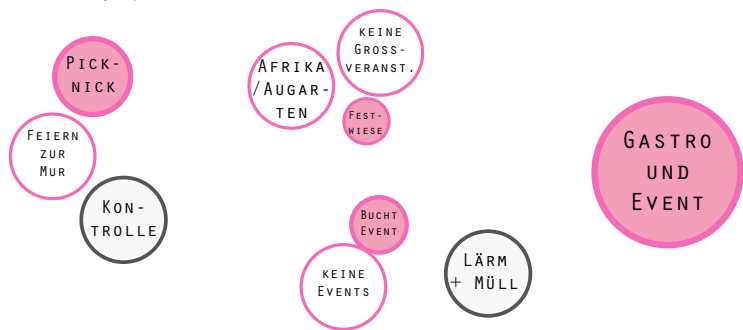 Pick-
nick
Feiern
zur
Mur
Kon-
trolle
Afrika
/Augar-
ten
keine
Gross-
veranst.
Fest-
wiese
Bucht
Event
keine
Events
Lärm
+ Müll
Gastro
und
Event